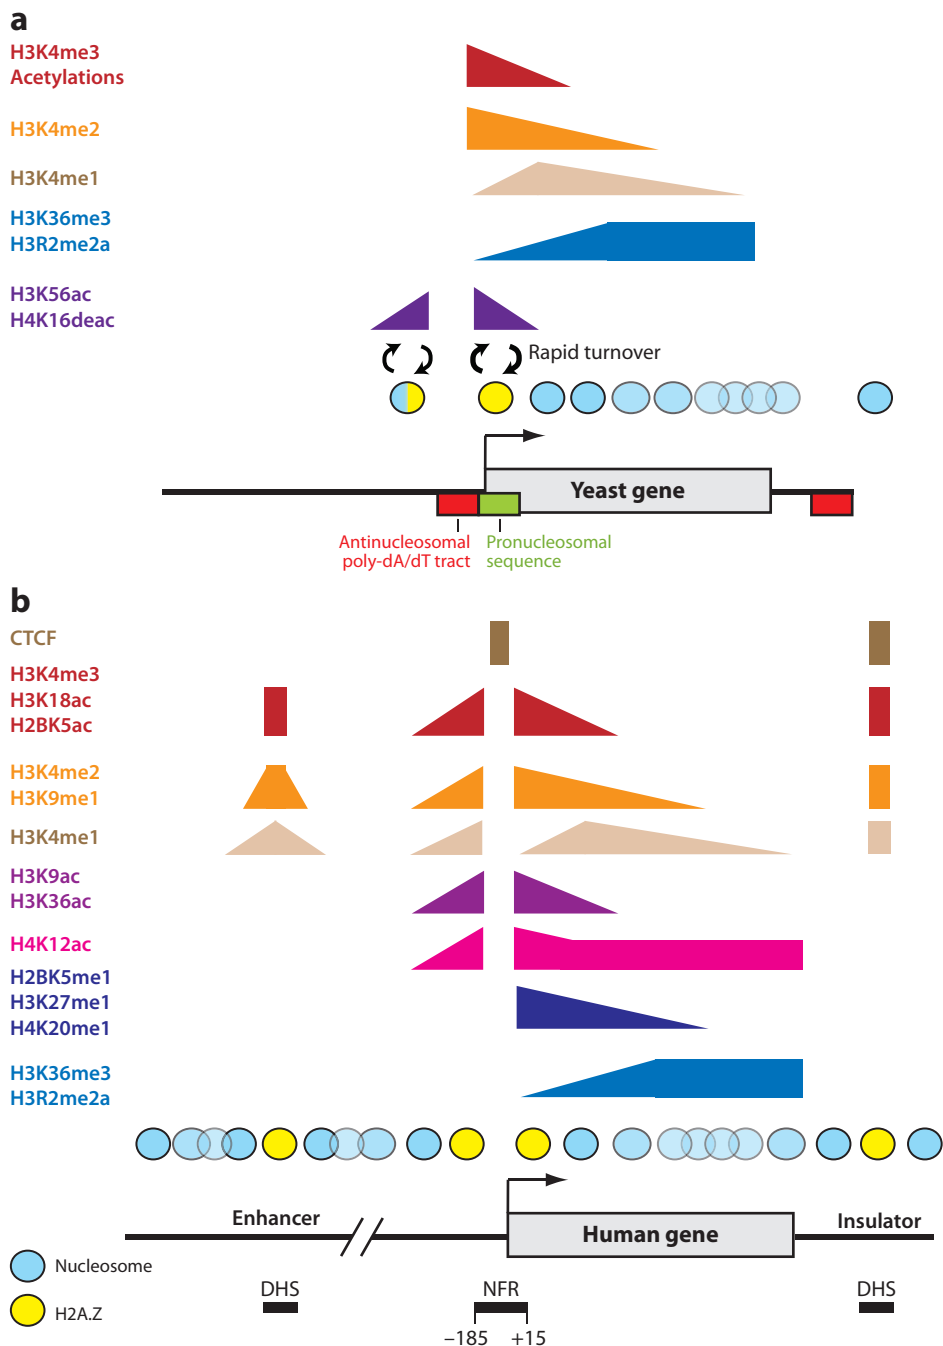 a
H3K4me3
Acetylations
H3K4me2
H3K4me1
H3K36me3
H3R2me2a
H3K56ac
H4K16deac
Rapid turnover
Yeast gene
Antinucleosomal
poly-dA/dT tract
Pronucleosomal
sequence
b
CTCF
H3K4me3
H3K18ac
H2BK5ac
H3K4me2
H3K9me1
H3K4me1
H3K9ac
H3K36ac
H4K12ac
H2BK5me1
H3K27me1
H4K20me1
H3K36me3
H3R2me2a
Enhancer
Human gene
Insulator
Nucleosome
H2A.Z
DHS
NFR
DHS
–185
+15